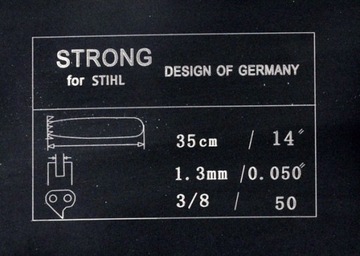 STRONG
for STIHL
DESIGN OF GERMANY
35cm / 14"
1.3mm /0.050"
3/8 / 50